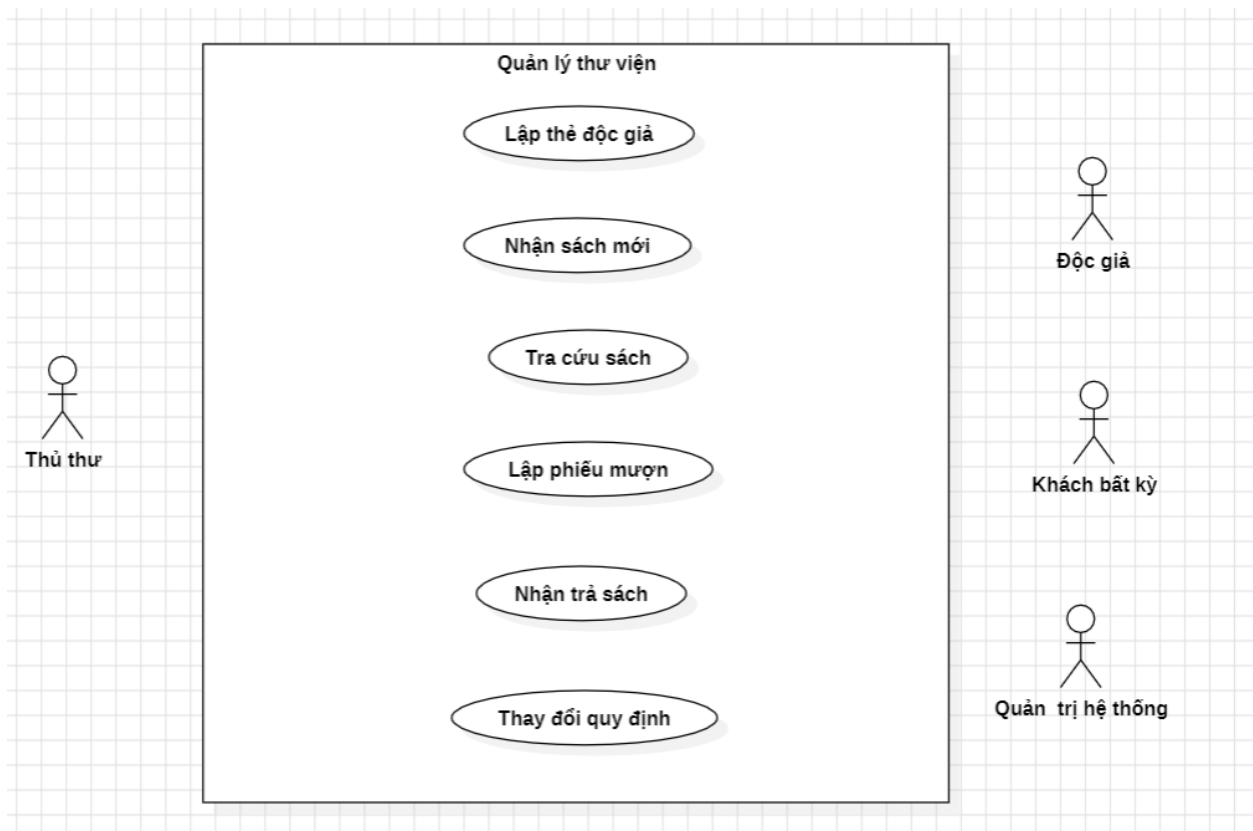 Quản lý thư viện
Lập thẻ độc giả
Nhận sách mới
Tra cứu sách
Lập phiếu mượn
Nhận trả sách
Thay đổi quy định
Thủ thư
Độc giả
Khách bất kỳ
Quản trị hệ thống